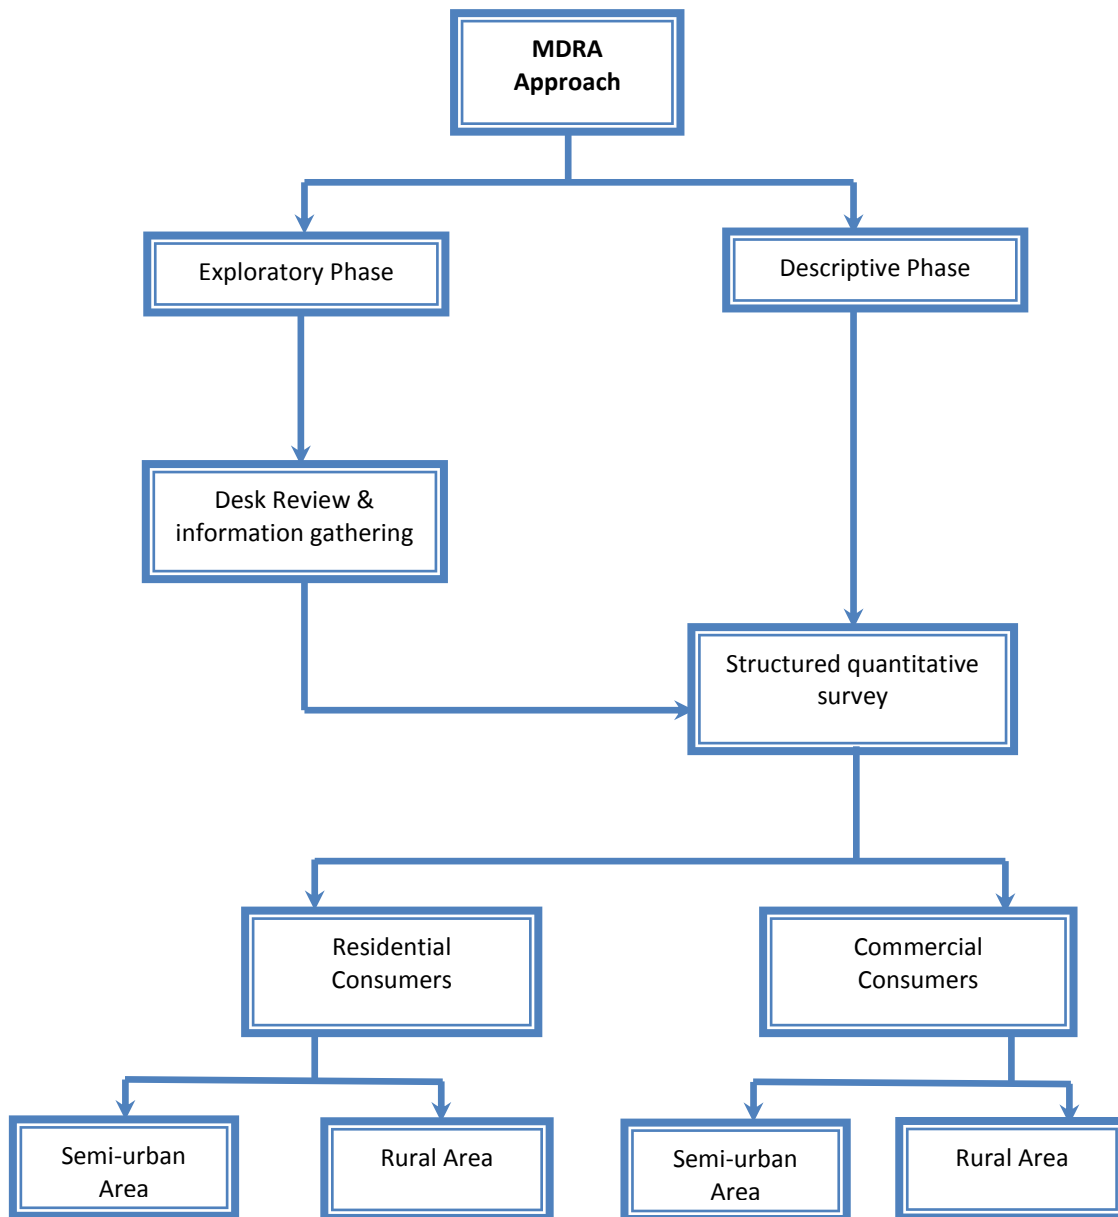 MDRA
Approach
Exploratory Phase
Descriptive Phase
Desk Review &
information gathering
Structured quantitative
survey
Residential
Consumers
Commercial
Consumers
Semi-urban
Area
Rural Area
Semi-urban
Area
Rural Area